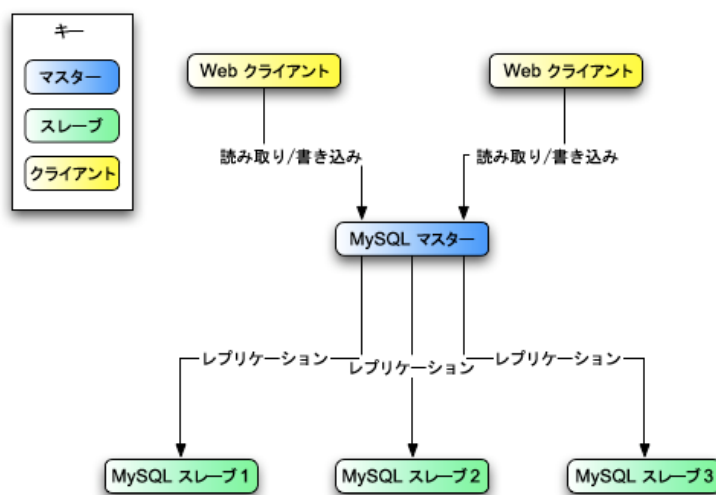 キー
マスター
スレーブ
クライアント
Web クライアント
Web クライアント
読み取り/書き込み
読み取り/書き込み
MySQL マスター
レプリケーション
レプリケーション
レプリケーション
MySQL スレーブ 1
MySQL スレーブ 2
MySQL スレーブ 3